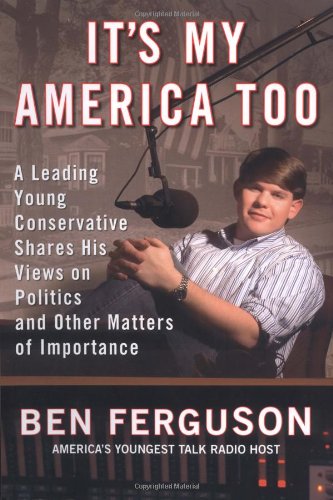 IT'S MY
AMERICA TOO
A Leading
Young
Conservative
Shares His
Views on
Politics
and Other Matters
of Importance
BEN FERGUSON
AMERICA'S YOUNGEST TALK RADIO HOST